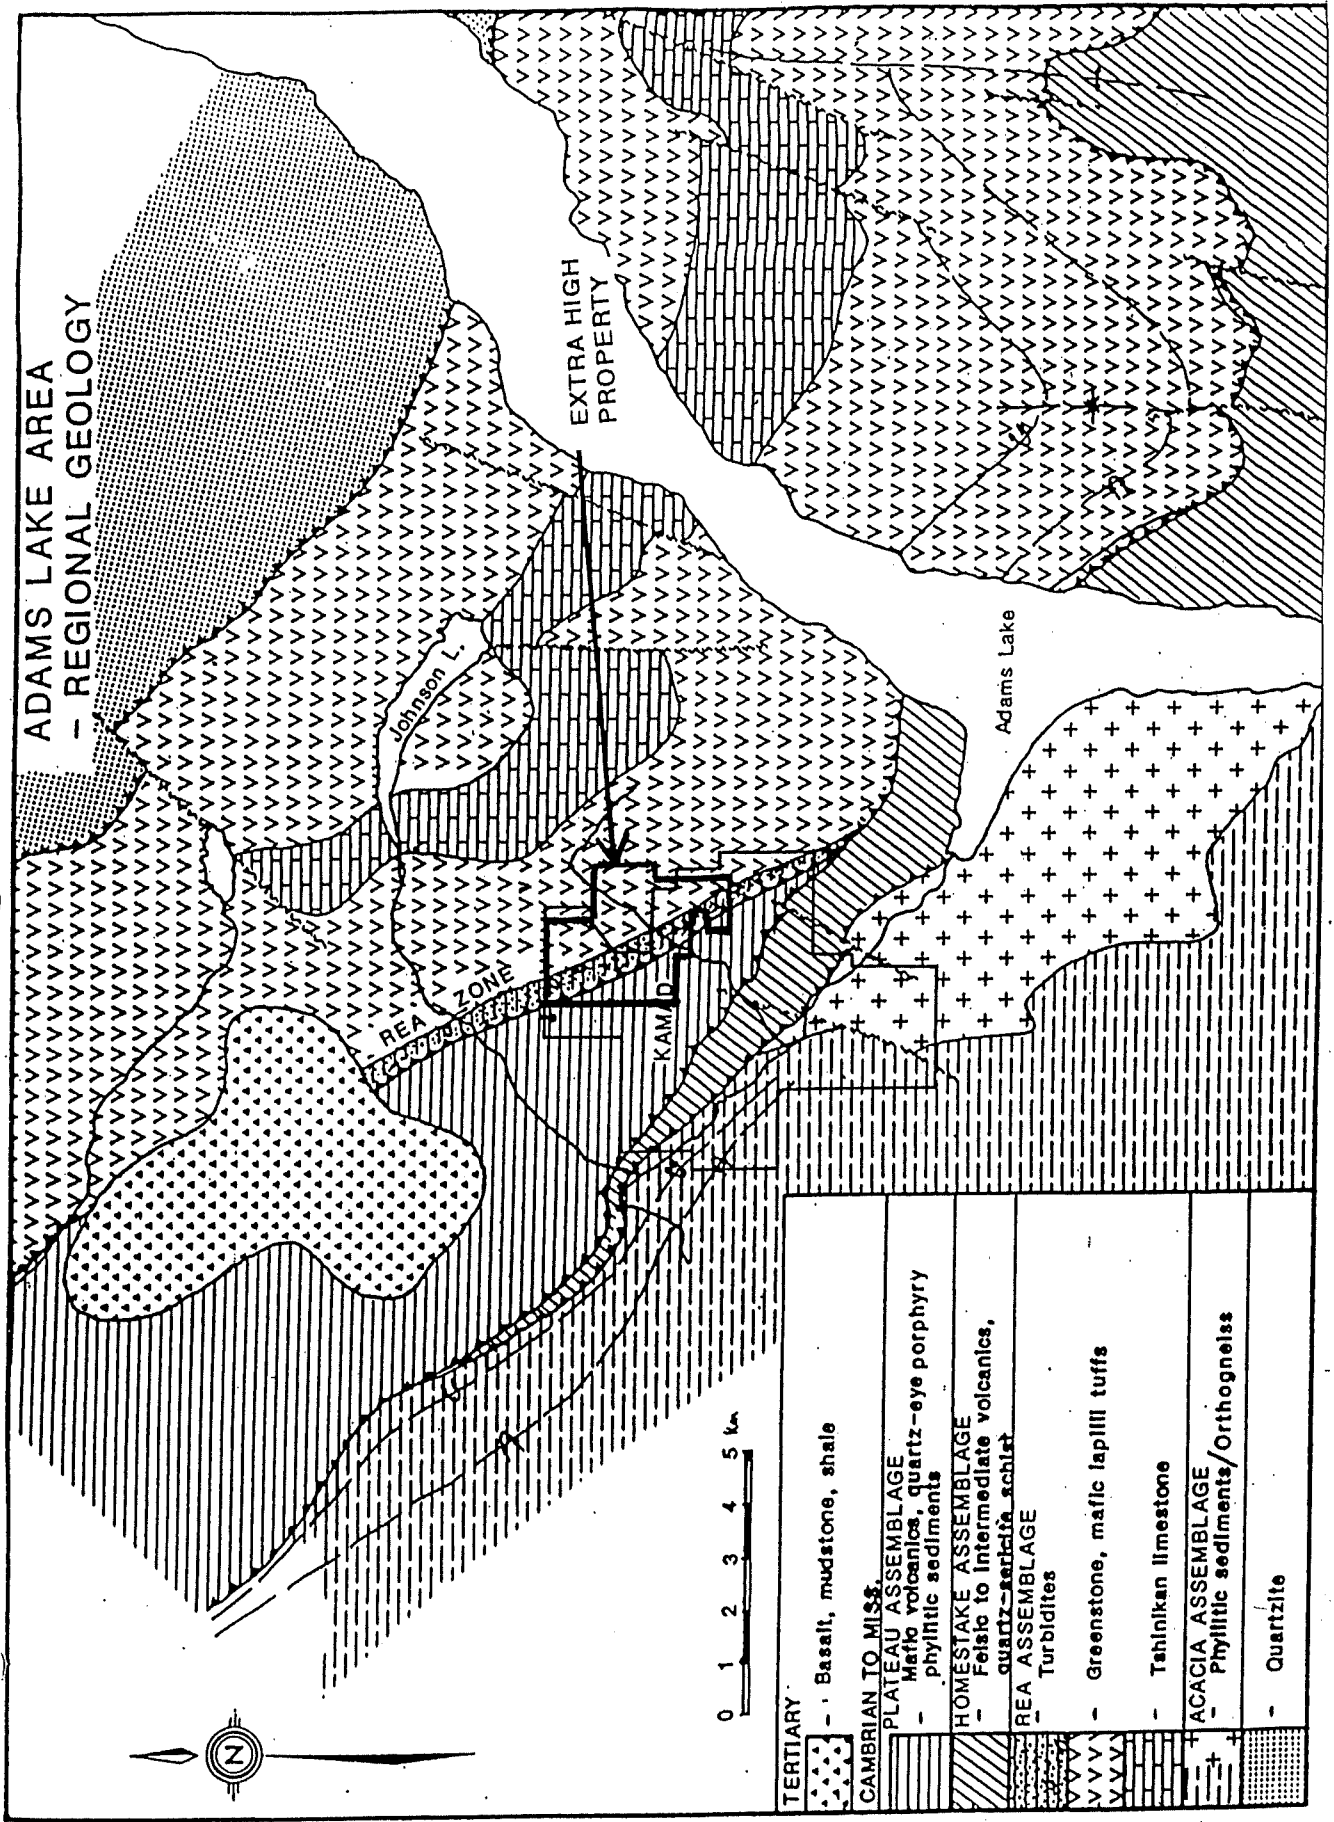 ADAMS LAKE AREA
- REGIONAL GEOLOGY
EXTRA HIGH
PROPERTY
Johnson L.
REA ZONE
KAMAD
Adams Lake
N
0 1 2 3 4 5 km
TERTIARY
- Basalt, mudstone, shale
CAMBRIAN TO MISS.
PLATEAU ASSEMBLAGE
- Mafic volcanics, quartz-eye porphyry
phyllitic sediments
HOMESTAKE ASSEMBLAGE
- Felsic to Intermediate volcanics,
quartz-sericite schist
REA ASSEMBLAGE
- Turbidites
- Greenstone, mafic lapilli tuffs
- Tshinikan limestone
ACACIA ASSEMBLAGE
- Phyllitic sediments/Orthogneiss
- Quartzite